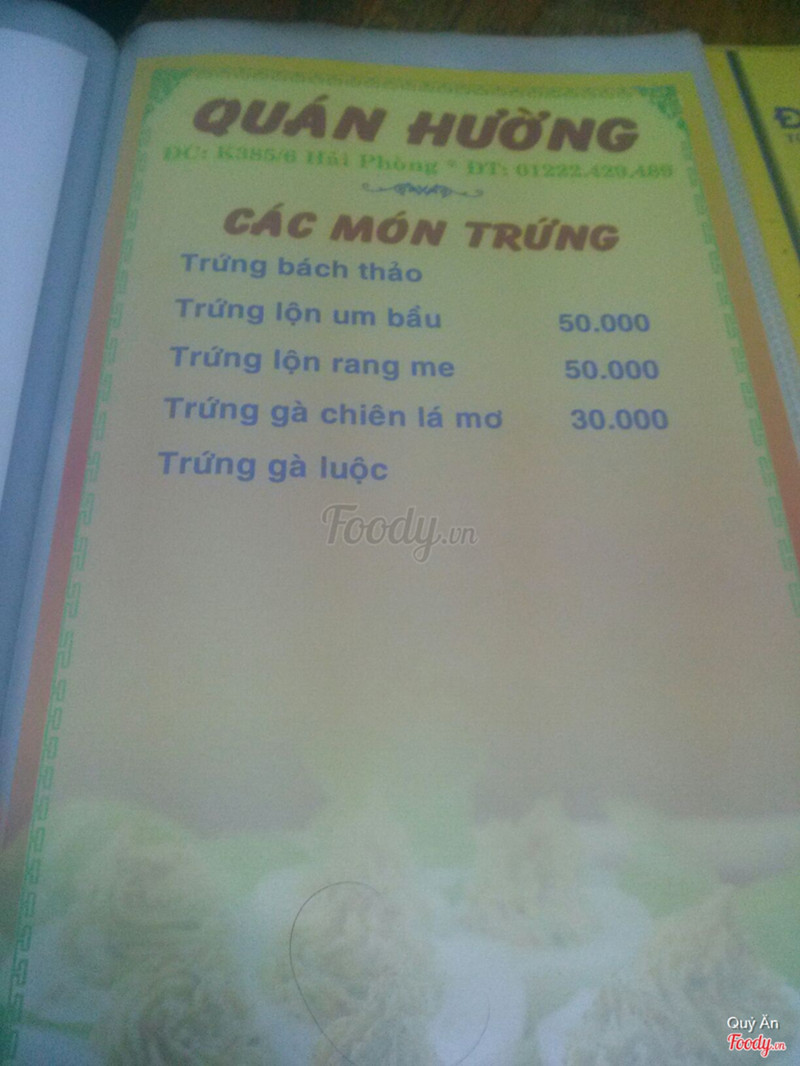 QUÁN HƯỜNG
ĐC: K385/6 Hải Phòng * ĐT: 01222.429.489
CÁC MÓN TRỨNG
Trứng bách thảo
Trứng lộn um bầu 50.000
Trứng lộn rang me 50.000
Trứng gà chiên lá mơ 30.000
Trứng gà luộc
Foody.vn
Quỷ Ăn
Foody.vn